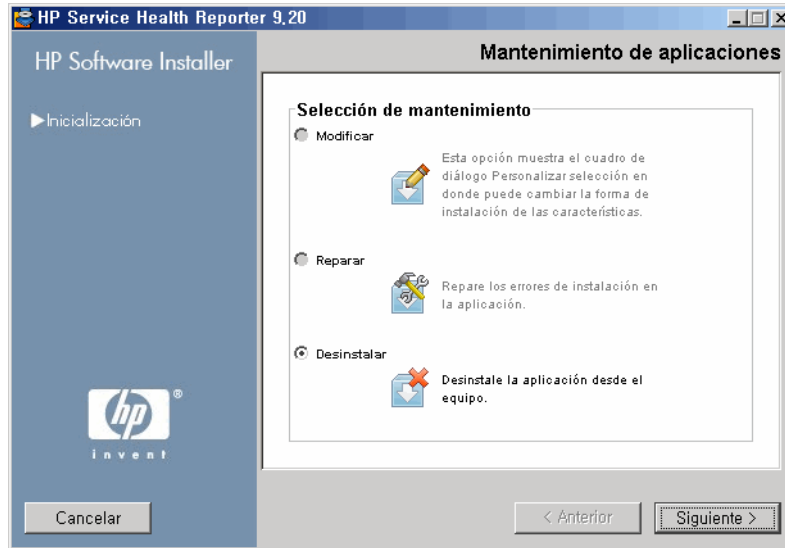 HP Service Health Reporter 9,20
HP Software Installer
Mantenimiento de aplicaciones
Inicialización
Selección de mantenimiento
Modificar
Esta opción muestra el cuadro de
diálogo Personalizar selección en
donde puede cambiar la forma de
instalación de las características.
Reparar
Repare los errores de instalación en
la aplicación.
Desinstalar
Desinstale la aplicación desde el
equipo.
hp
®
invent
Cancelar
< Anterior
Siguiente >